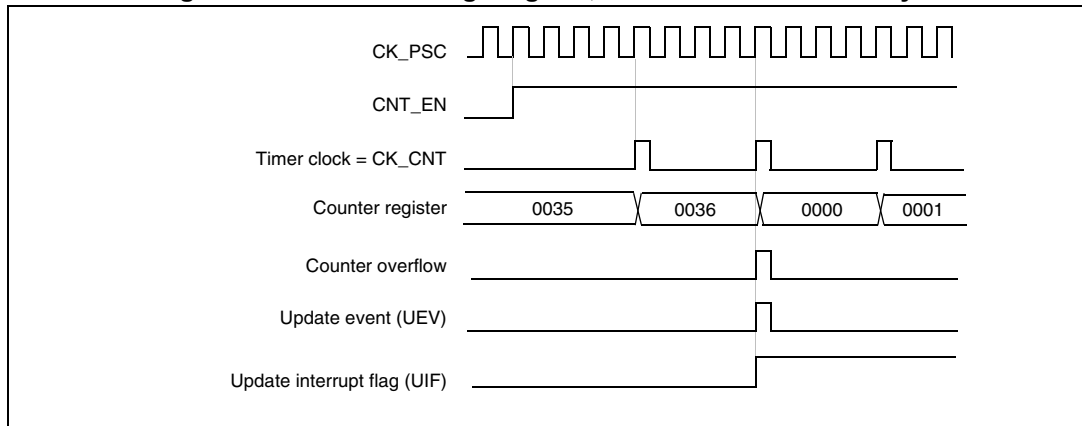 CK_PSC
CNT_EN
Timer clock = CK_CNT
Counter register 0035 0036 0000 0001
Counter overflow
Update event (UEV)
Update interrupt flag (UIF)